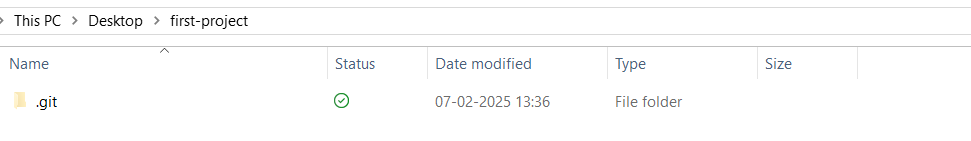 This PC > Desktop > first-project
Name Status Date modified Type Size
.git 07-02-2025 13:36 File folder